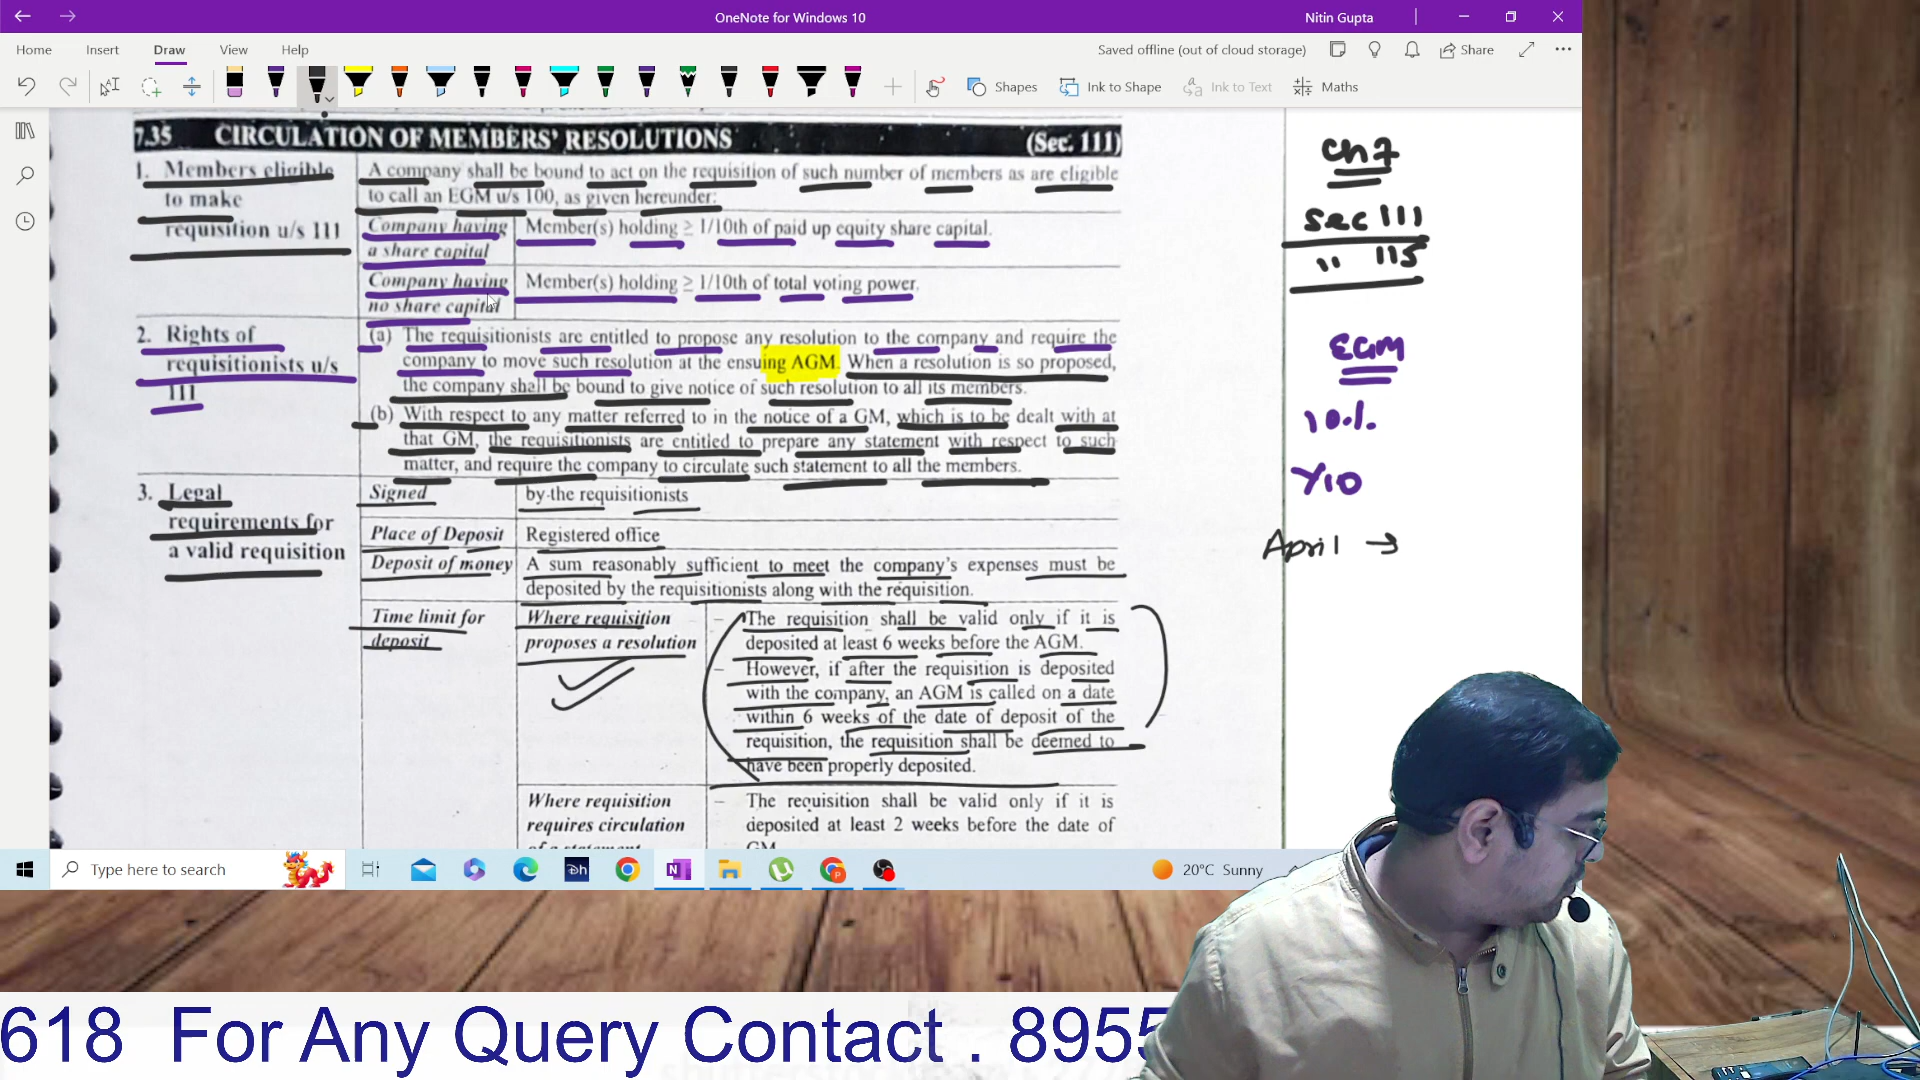 OneNote for Windows 10
Nitin Gupta
Home Insert Draw View Help
Saved offline (out of cloud storage)
Share
Shapes
Ink to Shape
Ink to Text
Maths
7.35 CIRCULATION OF MEMBERS' RESOLUTIONS (Sec. 111)
1. Members eligible to make requisition u/s 111
A company shall be bound to act on the requisition of such number of members as are eligible
to call an EGM u/s 100, as given hereunder:
Company having a share capital
Member(s) holding ≥ 1/10th of paid up equity share capital.
Company having no share capital
Member(s) holding ≥ 1/10th of total voting power.
2. Rights of requisitionists u/s 111
(a) The requisitionists are entitled to propose any resolution to the company and require the
company to move such resolution at the ensuing AGM. When a resolution is so proposed,
the company shall be bound to give notice of such resolution to all its members.
(b) With respect to any matter referred to in the notice of a GM, which is to be dealt with at
that GM, the requisitionists are entitled to prepare any statement with respect to such
matter, and require the company to circulate such statement to all the members.
3. Legal requirements for a valid requisition
Signed
by the requisitionists
Place of Deposit
Registered office
Deposit of money
A sum reasonably sufficient to meet the company's expenses must be
deposited by the requisitionists along with the requisition.
Time limit for deposit
Where requisition proposes a resolution
– The requisition shall be valid only if it is
deposited at least 6 weeks before the AGM.
– However, if after the requisition is deposited
with the company, an AGM is called on a date
within 6 weeks of the date of deposit of the
requisition, the requisition shall be deemed to
have been properly deposited.
Where requisition
requires circulation
– The requisition shall be valid only if it is
deposited at least 2 weeks before the date of
GM
Ch 7
Sec 111
" 115
EGM
10%
1/10
April →
Type here to search
20°C Sunny
618 For Any Query Contact . 8955